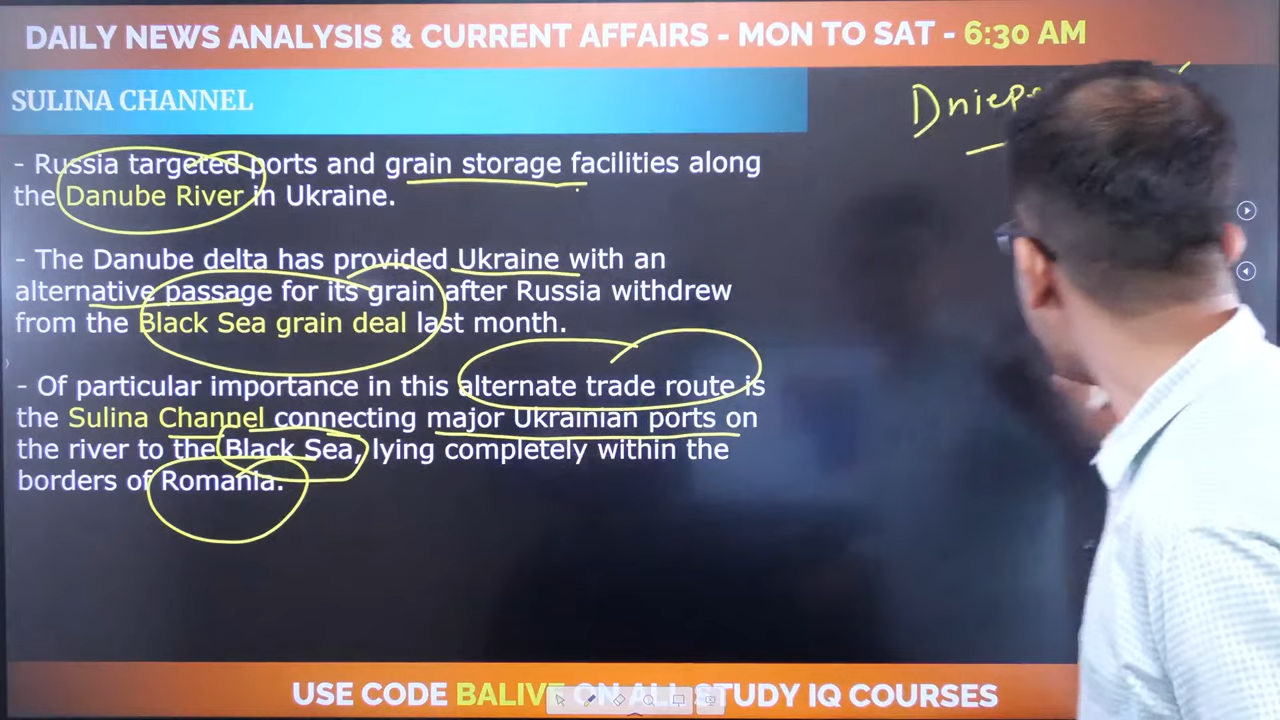 DAILY NEWS ANALYSIS & CURRENT AFFAIRS - MON TO SAT - 6:30 AM
SULINA CHANNEL
- Russia targeted ports and grain storage facilities along
the Danube River in Ukraine.
- The Danube delta has provided Ukraine with an
alternative passage for its grain after Russia withdrew
from the Black Sea grain deal last month.
- Of particular importance in this alternate trade route is
the Sulina Channel connecting major Ukrainian ports on
the river to the Black Sea, lying completely within the
borders of Romania.
USE CODE BALIVE ON ALL STUDY IQ COURSES